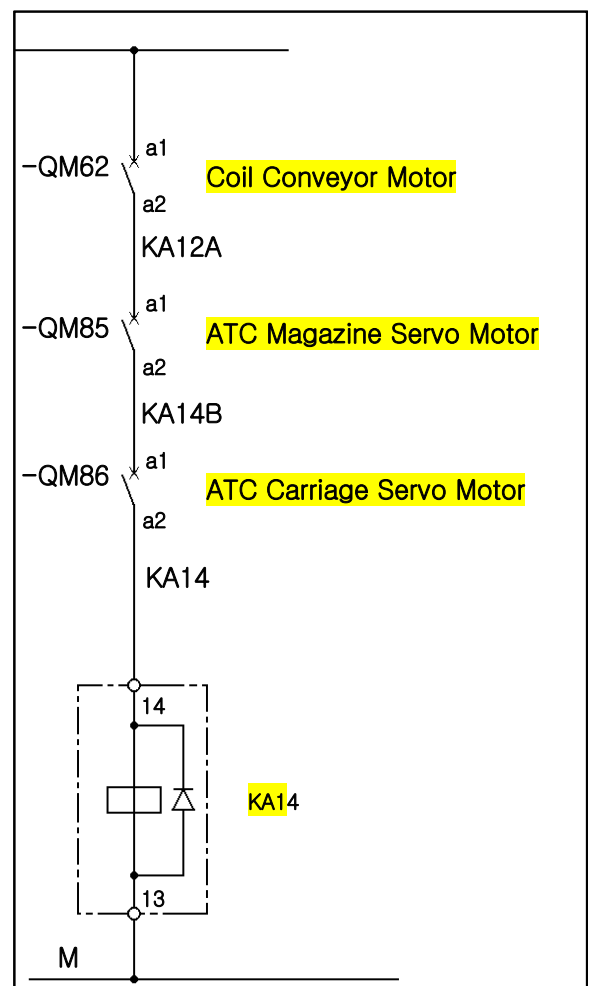 a1
-QM62
Coil Conveyor Motor
a2
KA12A
a1
-QM85
ATC Magazine Servo Motor
a2
KA14B
a1
-QM86
ATC Carriage Servo Motor
a2
KA14
14
KA14
13
M